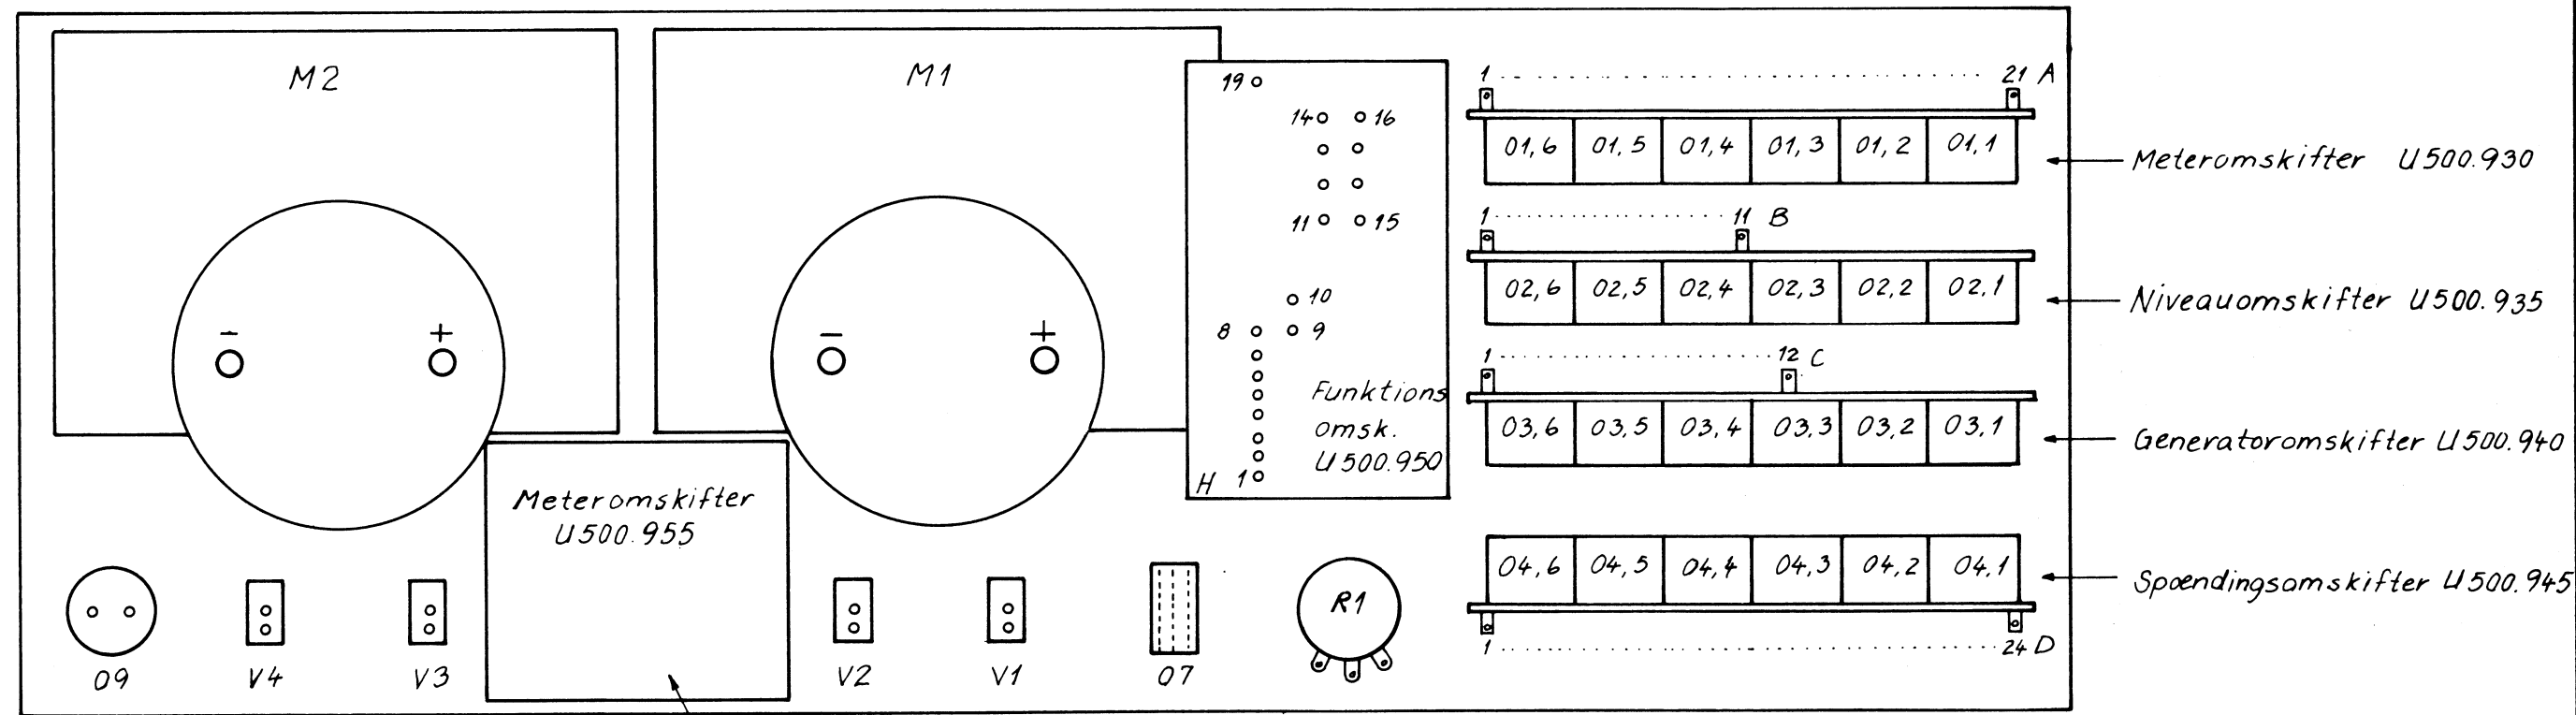 M2
M1
19
14 16
11 15
10
8 9
Funktions
omsk.
U500.950
H 1
- +
- +
Meteromskifter
U500.955
09
V4
V3
V2
V1
07
R1
1 21 A
01,6 01,5 01,4 01,3 01,2 01,1
Meteromskifter U500.930
1 11 B
02,6 02,5 02,4 02,3 02,2 02,1
Niveauomskifter U500.935
1 12 C
03,6 03,5 03,4 03,3 03,2 03,1
Generatoromskifter U500.940
04,6 04,5 04,4 04,3 04,2 04,1
Spændingsomskifter U500.945
1 24 D